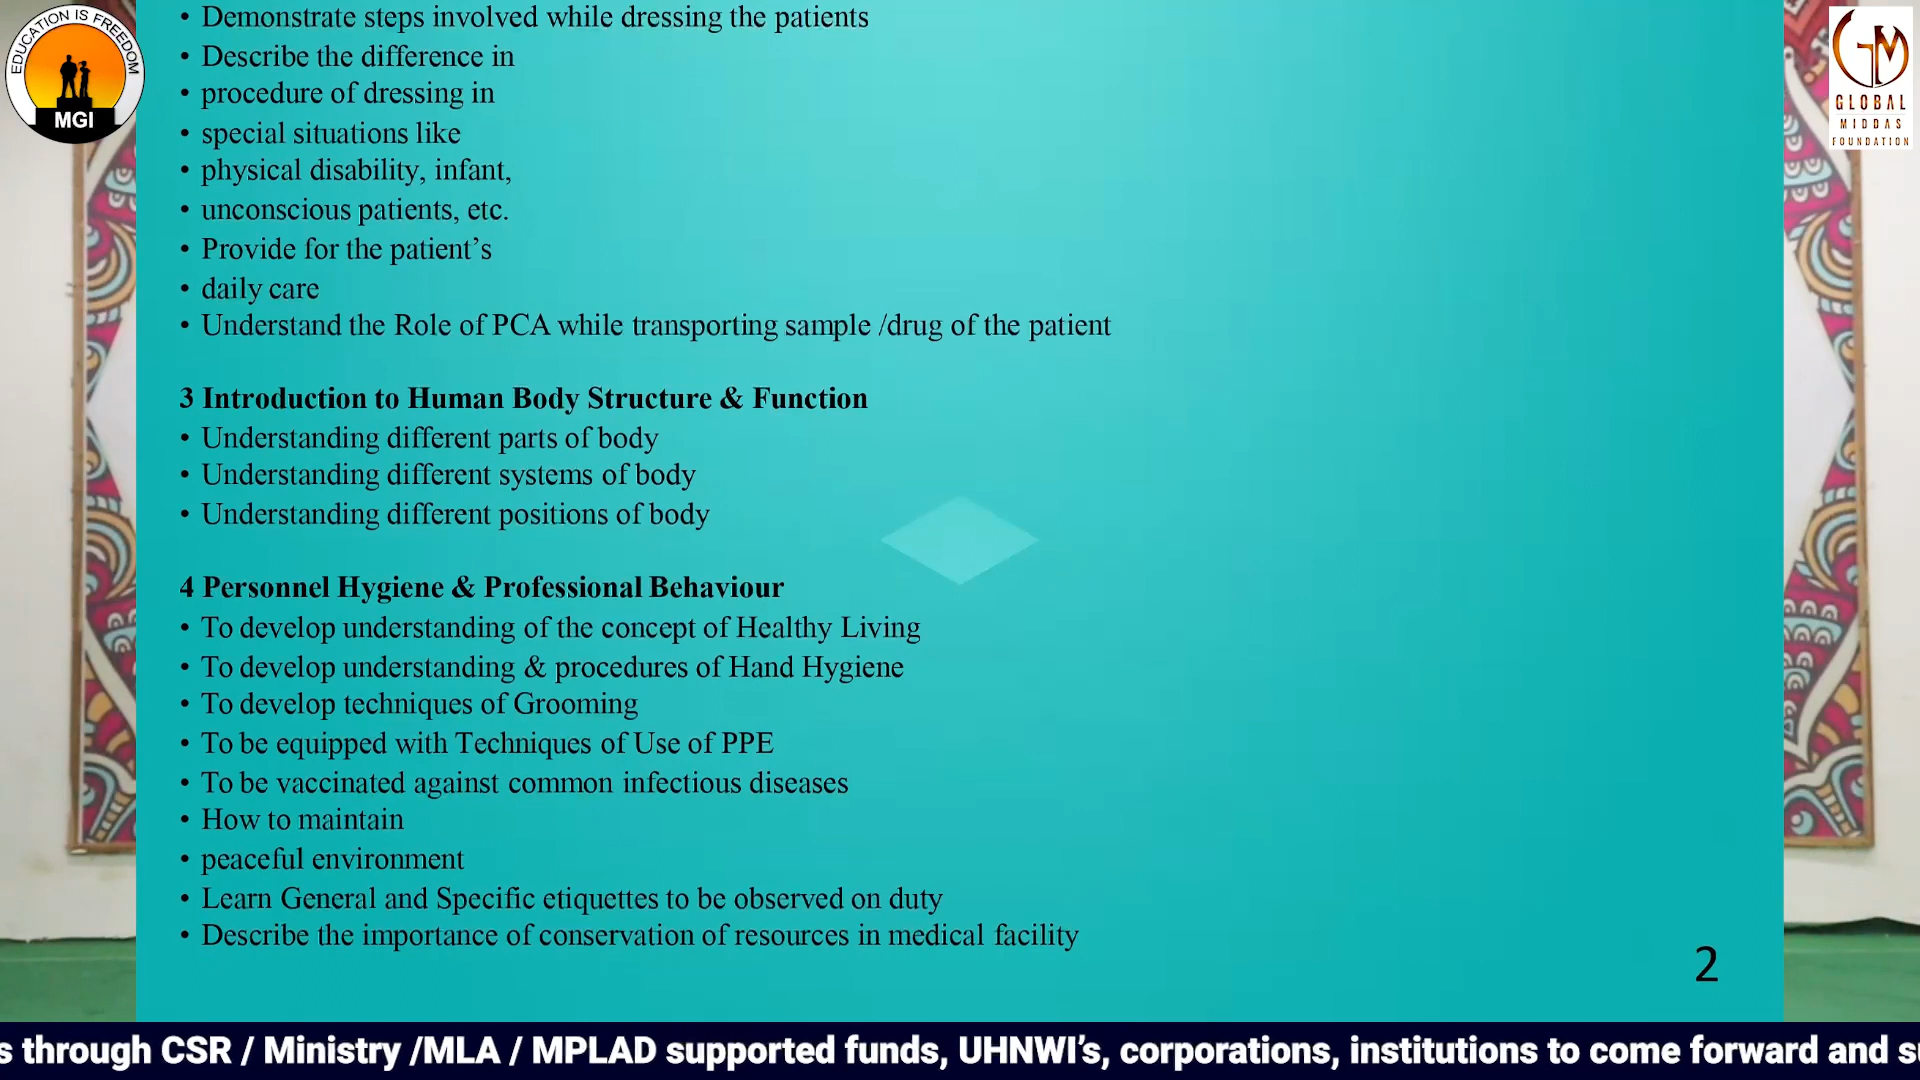 EDUCATION IS FREEDOM
MGI
GLOBAL
MIDDAS
FOUNDATION
• Demonstrate steps involved while dressing the patients
• Describe the difference in
• procedure of dressing in
• special situations like
• physical disability, infant,
• unconscious patients, etc.
• Provide for the patient’s
• daily care
• Understand the Role of PCA while transporting sample /drug of the patient
3 Introduction to Human Body Structure & Function
• Understanding different parts of body
• Understanding different systems of body
• Understanding different positions of body
4 Personnel Hygiene & Professional Behaviour
• To develop understanding of the concept of Healthy Living
• To develop understanding & procedures of Hand Hygiene
• To develop techniques of Grooming
• To be equipped with Techniques of Use of PPE
• To be vaccinated against common infectious diseases
• How to maintain
• peaceful environment
• Learn General and Specific etiquettes to be observed on duty
• Describe the importance of conservation of resources in medical facility
2
s through CSR / Ministry /MLA / MPLAD supported funds, UHNWI’s, corporations, institutions to come forward and s